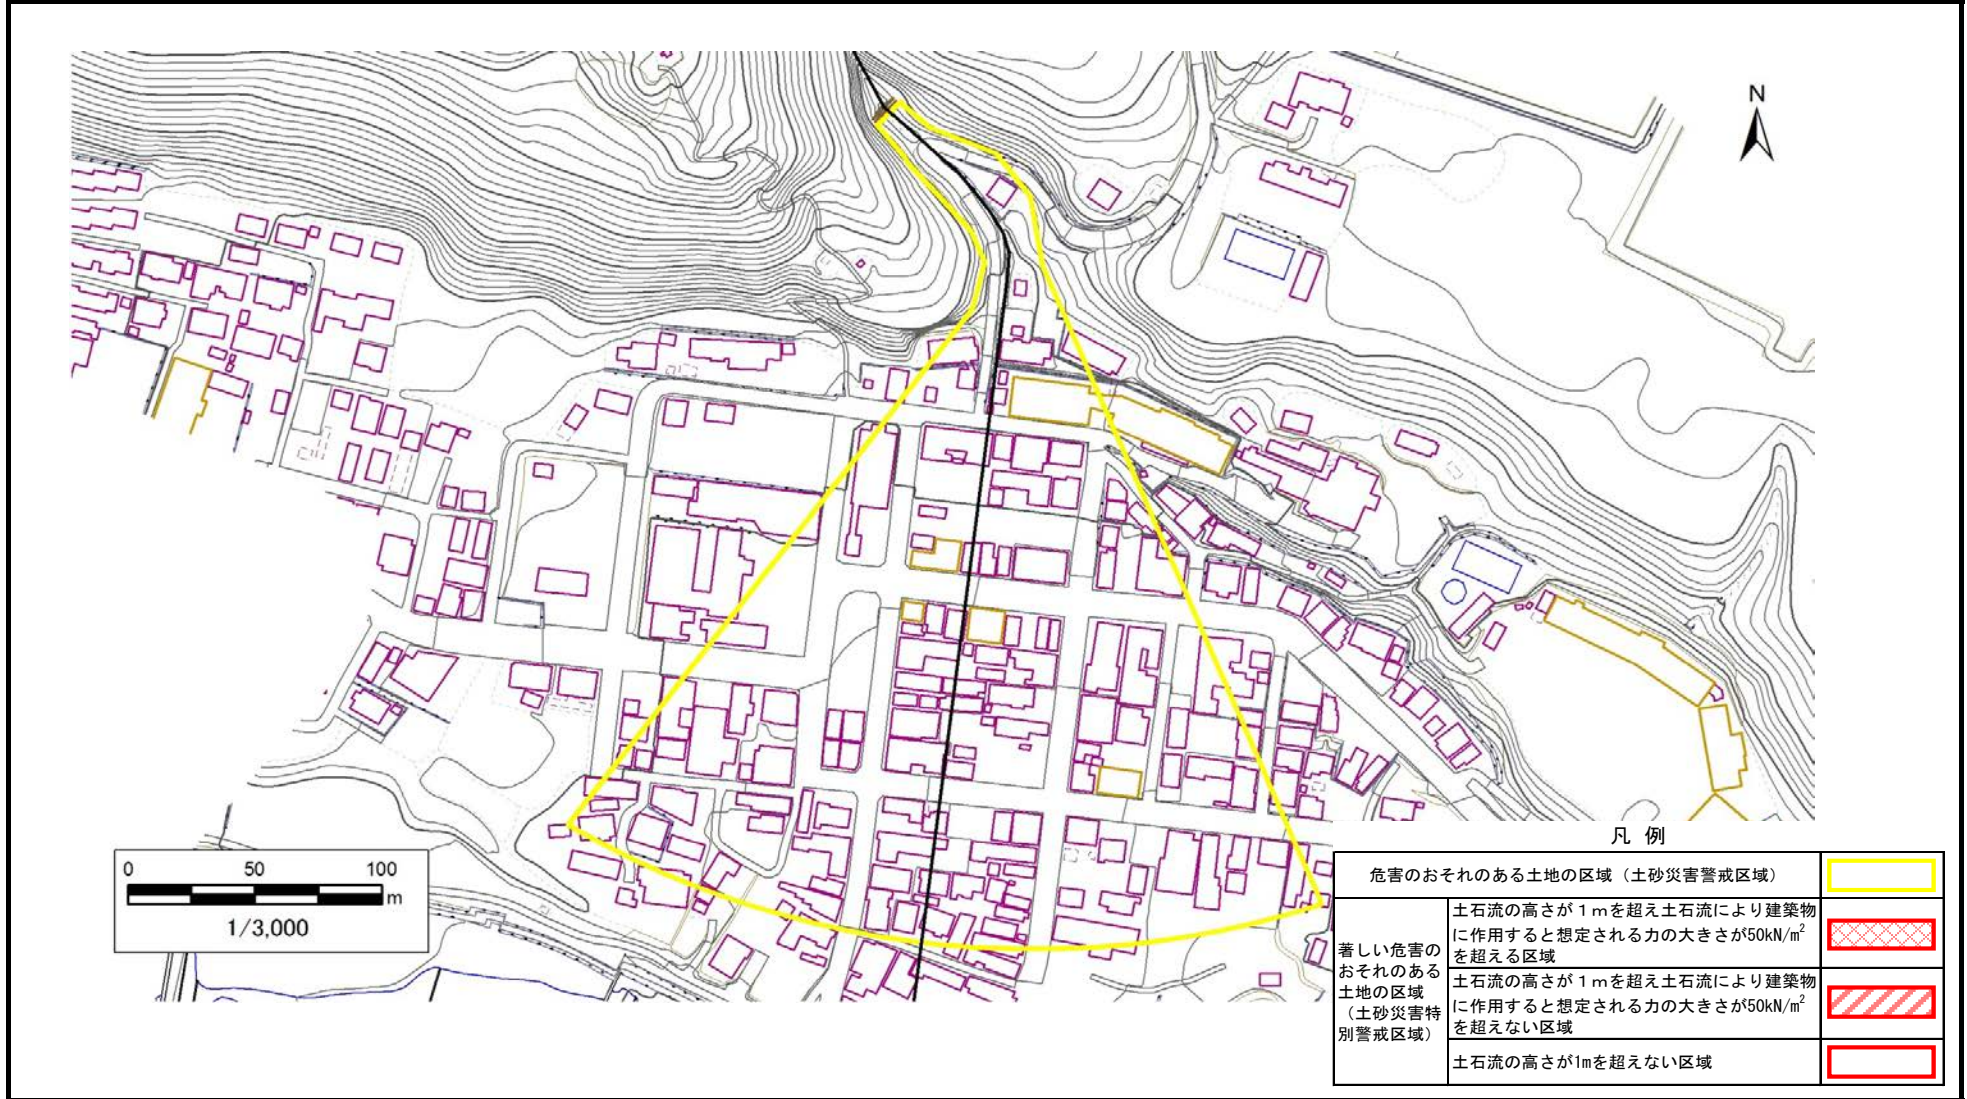 N
0 50 100
m
1/3,000
凡 例
危害のおそれのある土地の区域（土砂災害警戒区域）
著しい危害の
おそれのある
土地の区域
（土砂災害特
別警戒区域）
土石流の高さが１ｍを超え土石流により建築物
に作用すると想定される力の大きさが50kN/m²
を超える区域
土石流の高さが１ｍを超え土石流により建築物
に作用すると想定される力の大きさが50kN/㎡²
を超えない区域
土石流の高さが1mを超えない区域